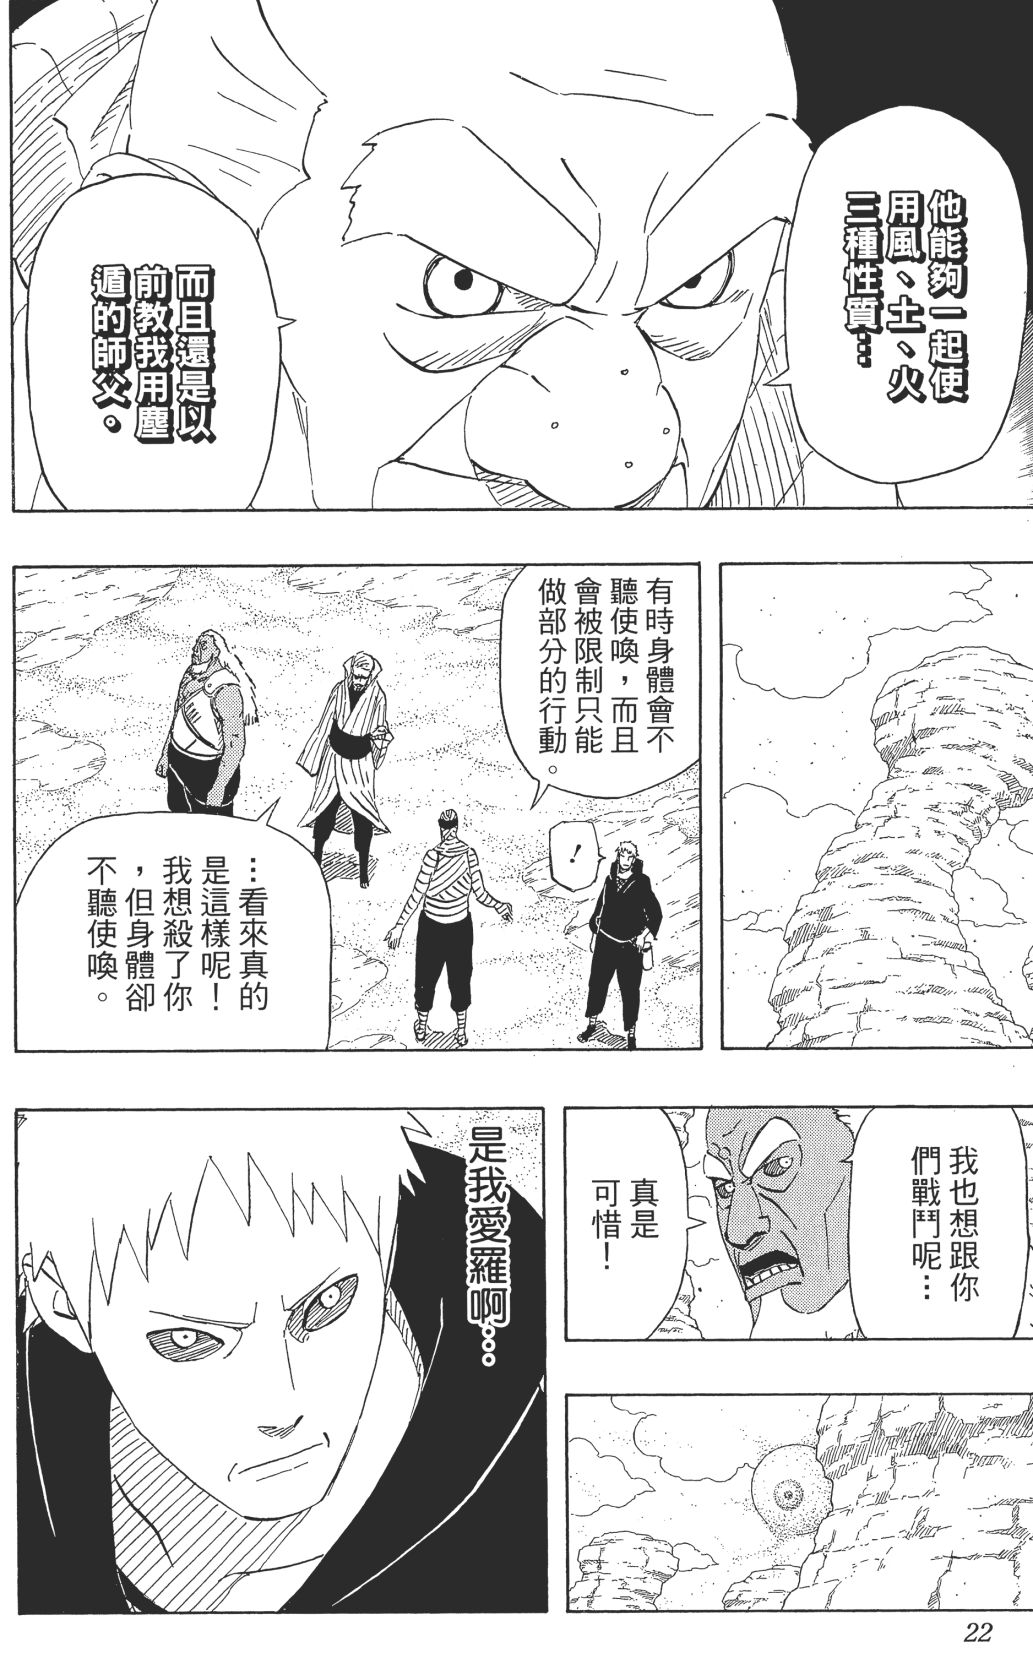 他能夠一起使
用風、土、火
三種性質…
而且還是以
前教我用塵
遁的師父。
有時身體會不
聽使喚，而且
會被限制只能
做部分的行動
。
！
…看來真的
是這樣呢！
我想殺了你
，但身體卻
不聽使喚。
我也想跟你
們戰鬥呢…
真是
可惜！
是我愛羅啊…
22